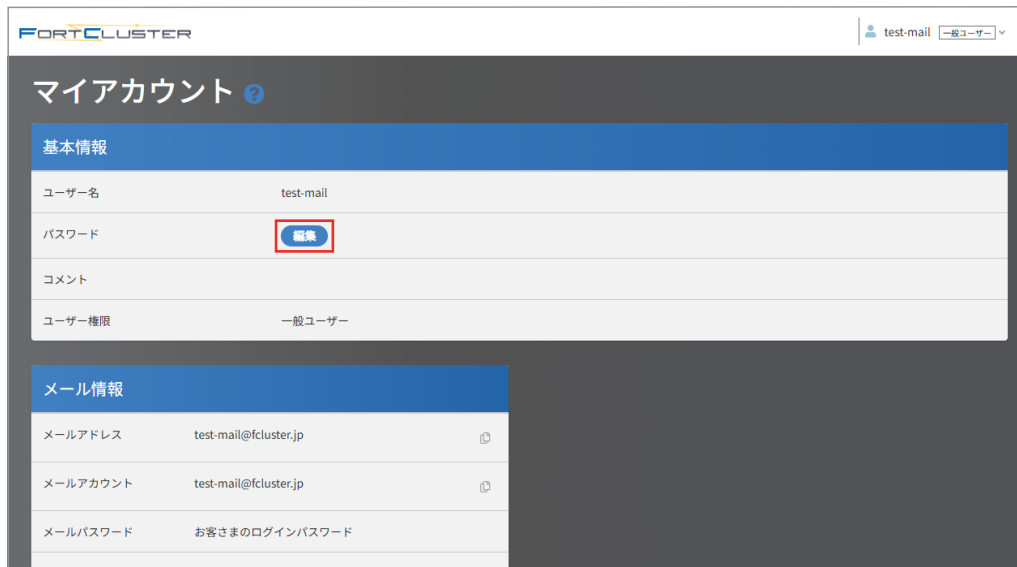 FORTCLUSTER
test-mail 一般ユーザー
マイアカウント ?
基本情報
ユーザー名 test-mail
パスワード 編集
コメント
ユーザー権限 一般ユーザー
メール情報
メールアドレス test-mail@fcluster.jp
メールアカウント test-mail@fcluster.jp
メールパスワード お客さまのログインパスワード